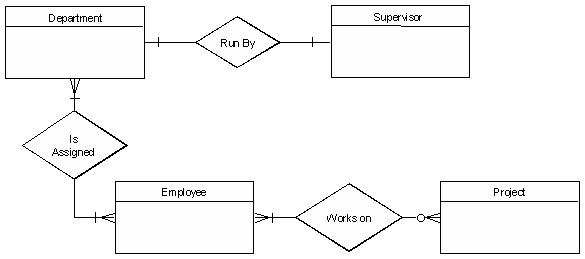 Department
Supervisor
Run By
Is
Assigned
Employee
Works on
Project